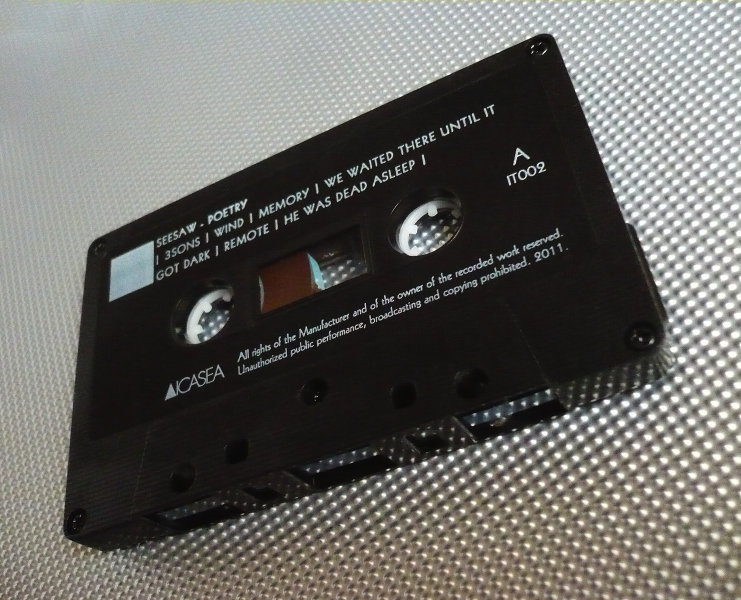 SEESAW - POETRY
| 3SONS | WIND | MEMORY | WE WAITED THERE UNTIL IT
GOT DARK | REMOTE | HE WAS DEAD ASLEEP |
A
IT002
All rights of the Manufacturer and of the owner of the recorded work reserved.
Unauthorized public performance, broadcasting and copying prohibited. 2011.
ICASEA